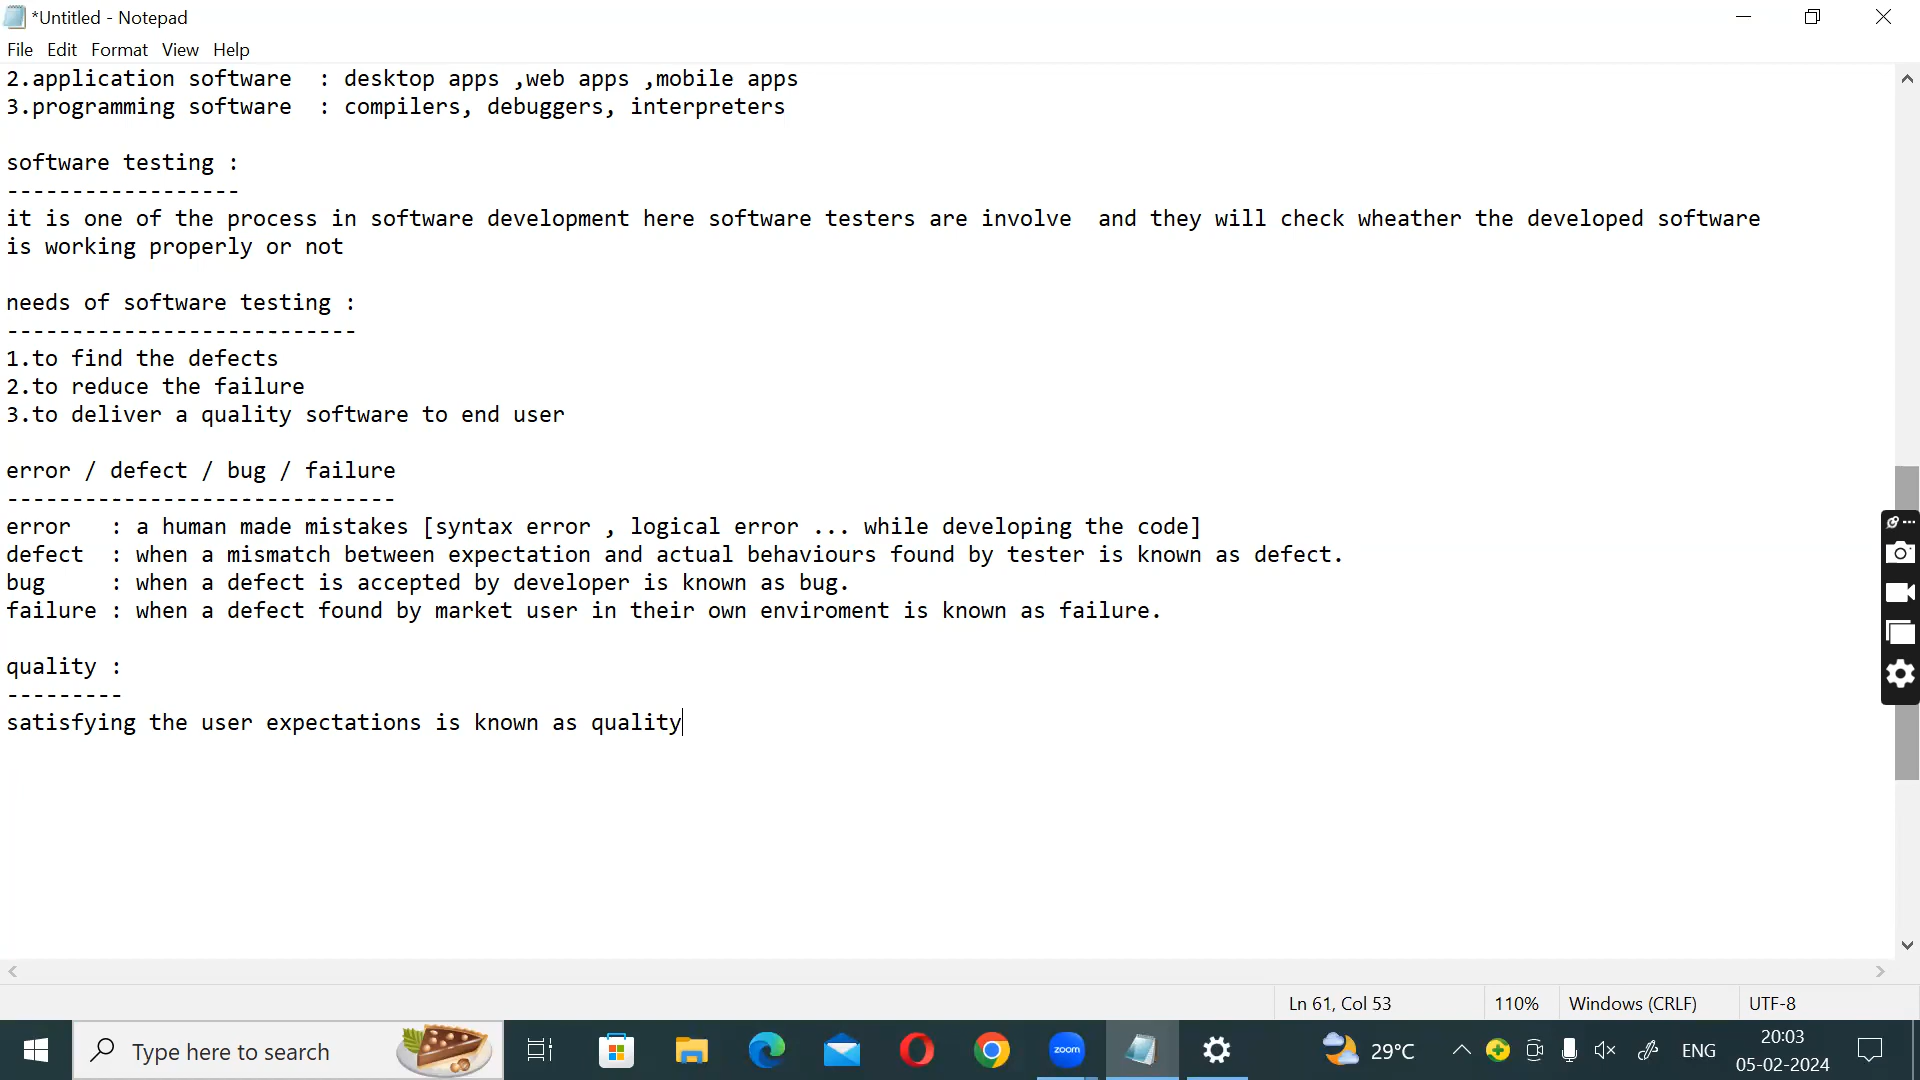 *Untitled - Notepad
File Edit Format View Help
2.application software  : desktop apps ,web apps ,mobile apps
3.programming software  : compilers, debuggers, interpreters
software testing :
------------------
it is one of the process in software development here software testers are involve  and they will check wheather the developed software
is working properly or not
needs of software testing :
---------------------------
1.to find the defects
2.to reduce the failure
3.to deliver a quality software to end user
error / defect / bug / failure
------------------------------
error   : a human made mistakes [syntax error , logical error ... while developing the code]
defect  : when a mismatch between expectation and actual behaviours found by tester is known as defect.
bug     : when a defect is accepted by developer is known as bug.
failure : when a defect found by market user in their own enviroment is known as failure.
quality :
---------
satisfying the user expectations is known as quality
Ln 61, Col 53 110% Windows (CRLF) UTF-8
Type here to search zoom 29°C ENG 20:03
05-02-2024